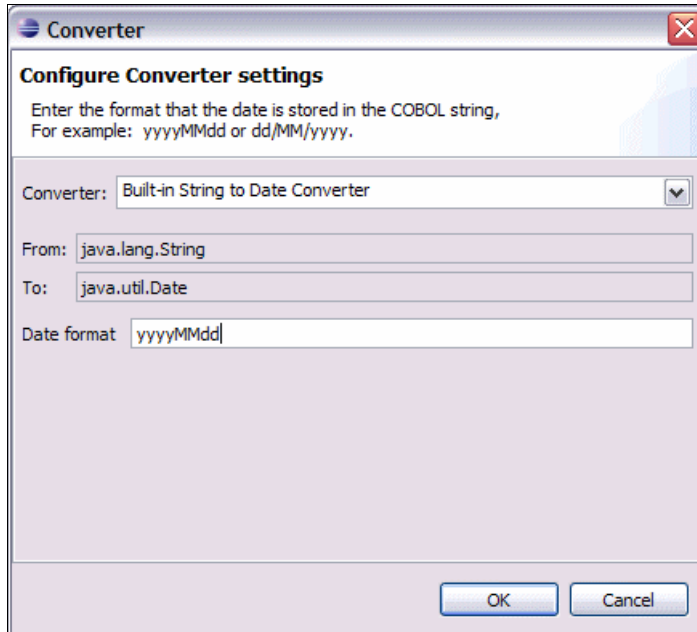 Converter
Configure Converter settings
Enter the format that the date is stored in the COBOL string,
For example: yyyyMMdd or dd/MM/yyyy.
Converter: Built-in String to Date Converter
From: java.lang.String
To: java.util.Date
Date format yyyyMMdd
OK Cancel